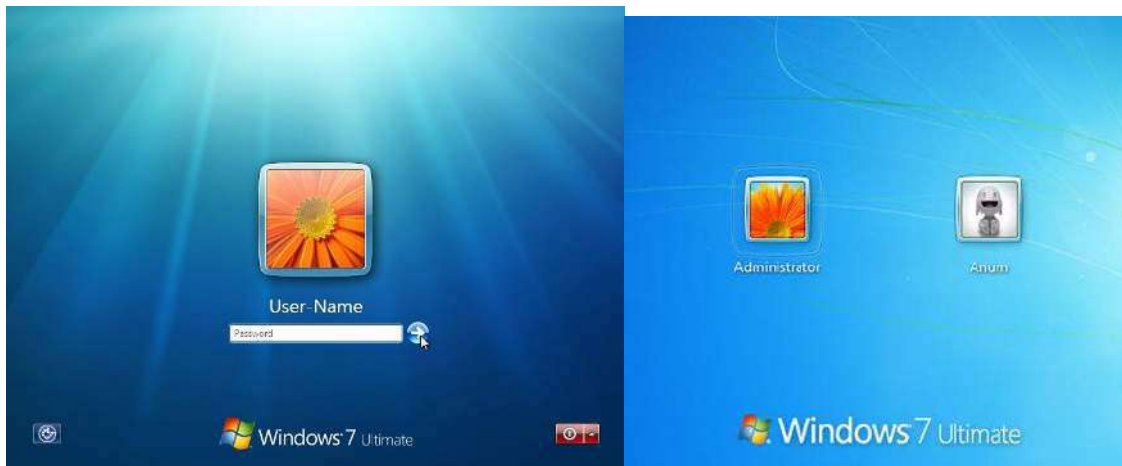 User-Name
Password
Windows 7 Ultimate
Administrator
Anum
Windows 7 Ultimate